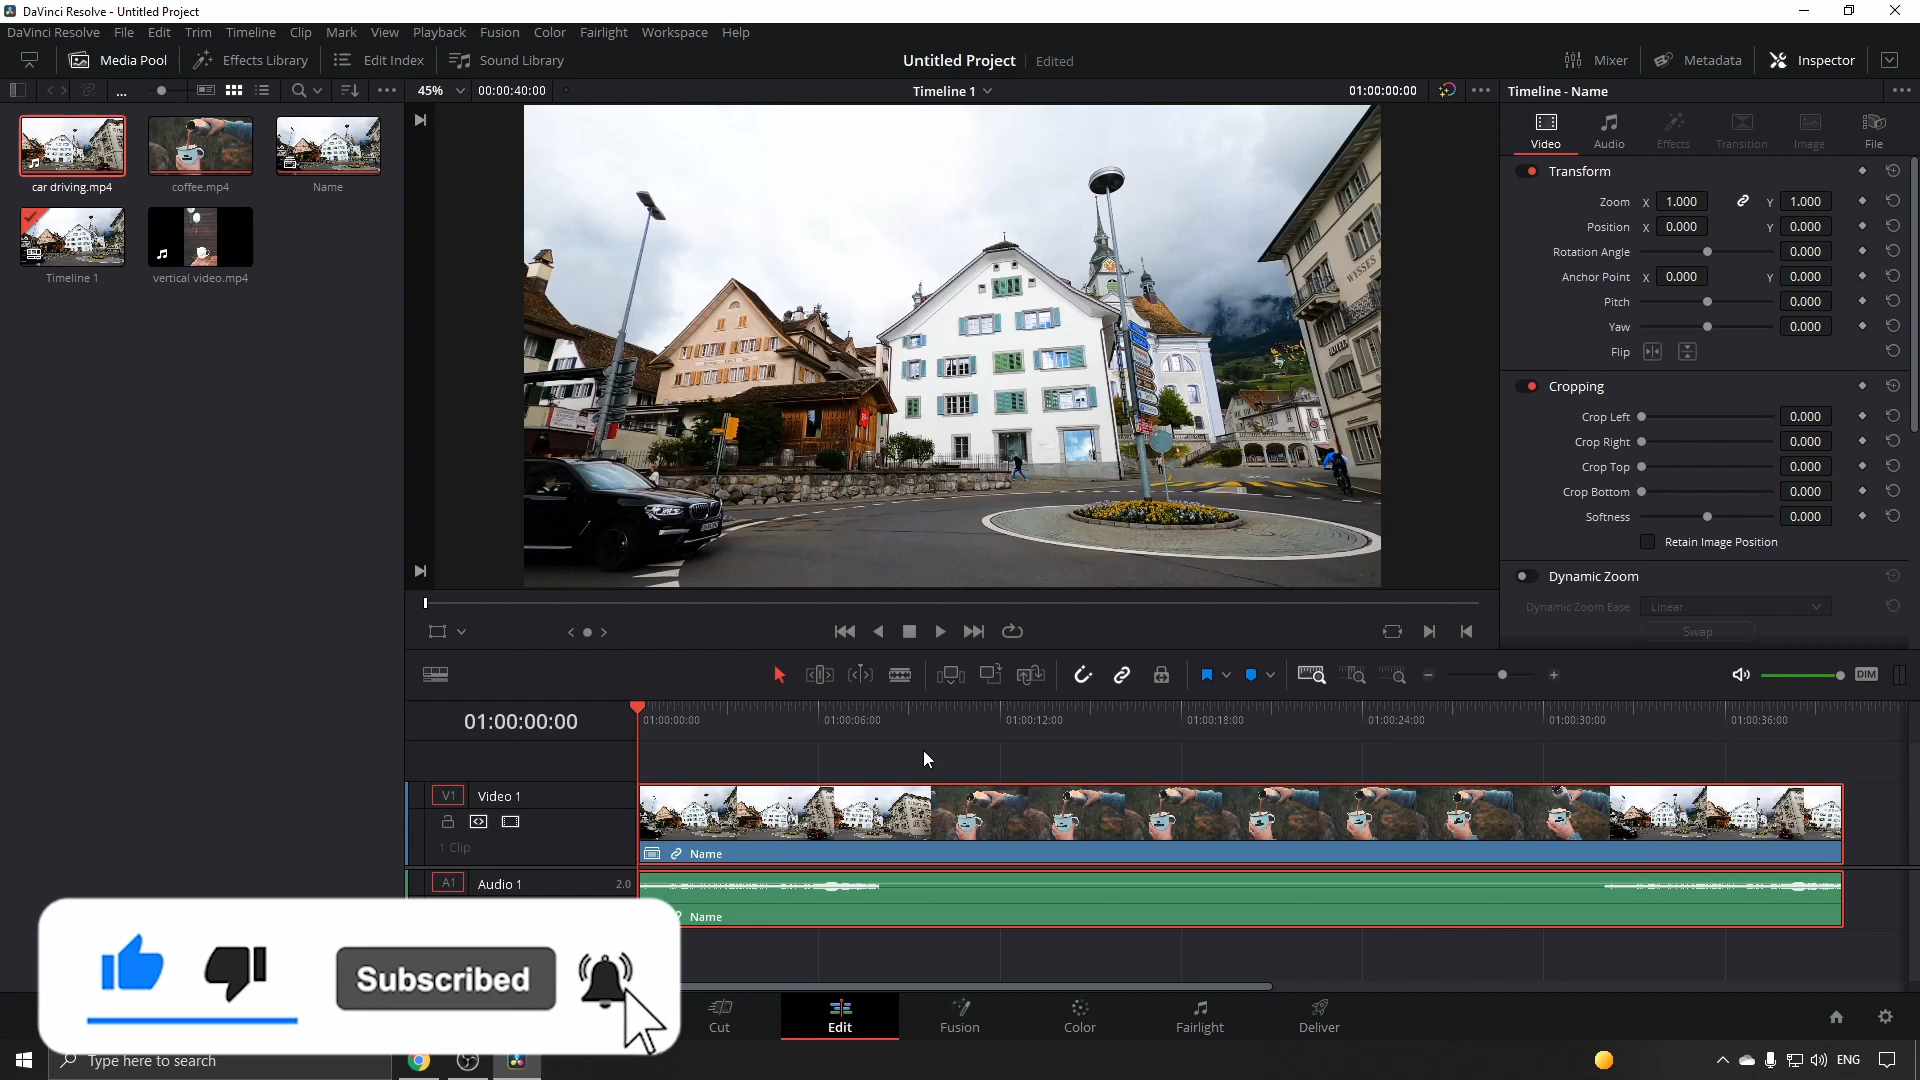 DaVinci Resolve - Untitled Project
DaVinci Resolve File Edit Trim Timeline Clip Mark View Playback Fusion Color Fairlight Workspace Help
Media Pool Effects Library Edit Index Sound Library Untitled Project Edited Mixer Metadata Inspector
... 45% 00:00:40:00 Timeline 1 01:00:00:00 Timeline - Name
Video Audio Effects Transition Image File
car driving.mp4 coffee.mp4 Name
Timeline 1 vertical video.mp4
Transform
Zoom X 1.000 Y 1.000
Position X 0.000 Y 0.000
Rotation Angle 0.000
Anchor Point X 0.000 Y 0.000
Pitch 0.000
Yaw 0.000
Flip
Cropping
Crop Left 0.000
Crop Right 0.000
Crop Top 0.000
Crop Bottom 0.000
Softness 0.000
Retain Image Position
Dynamic Zoom
Dynamic Zoom Ease Linear
Swap
DIM
01:00:00:00 01:00:00:00 01:00:06:00 01:00:12:00 01:00:18:00 01:00:24:00 01:00:30:00 01:00:36:00
V1 Video 1
1 Clip Name
A1 Audio 1 2.0
Name
Subscribed
Cut Edit Fusion Color Fairlight Deliver
Type here to search ENG